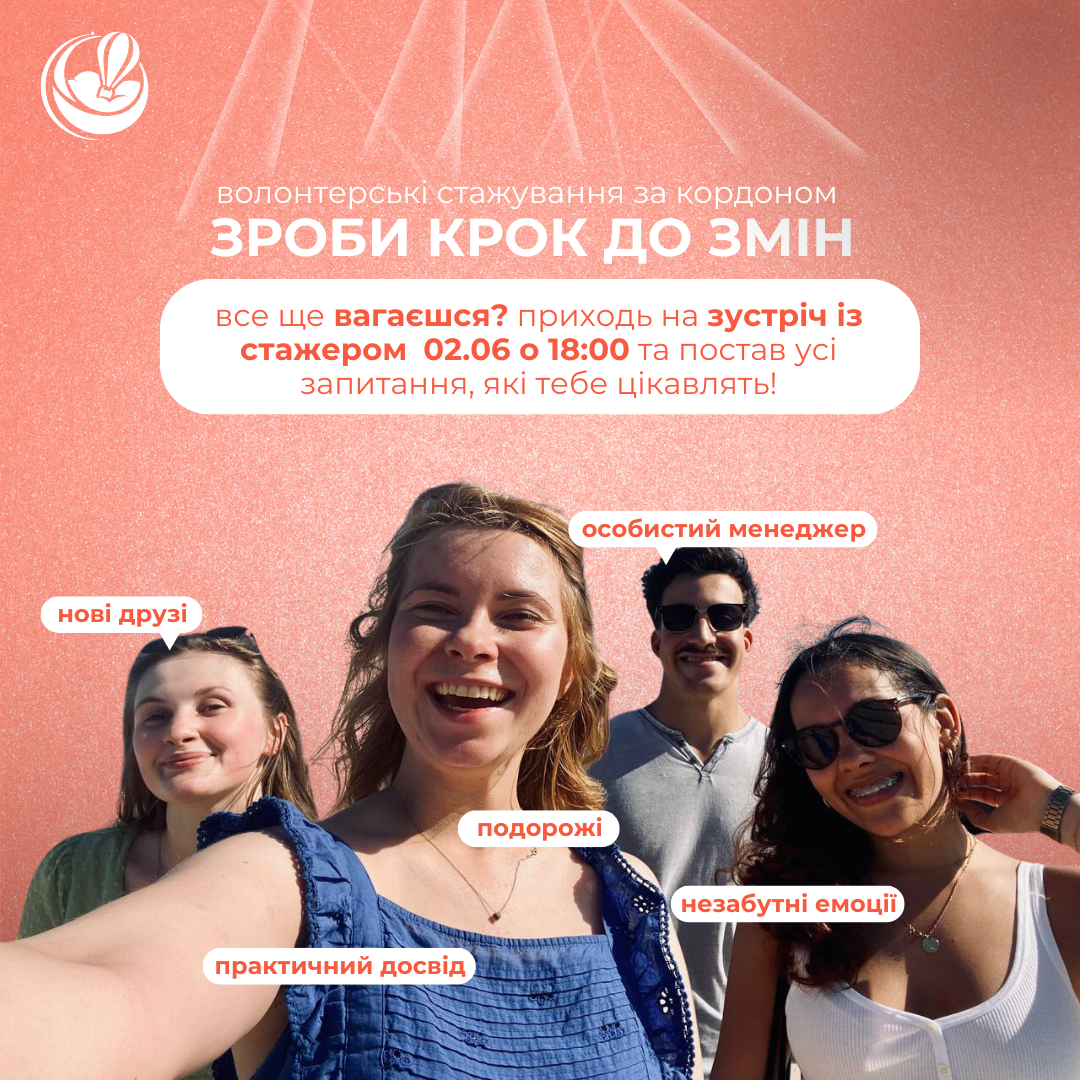 волонтерські стажування за кордоном
ЗРОБИ КРОК ДО ЗМІН
все ще вагаєшся? приходь на зустріч із
стажером 02.06 о 18:00 та постав усі
запитання, які тебе цікавлять!
особистий менеджер
нові друзі
подорожі
незабутні емоції
практичний досвід